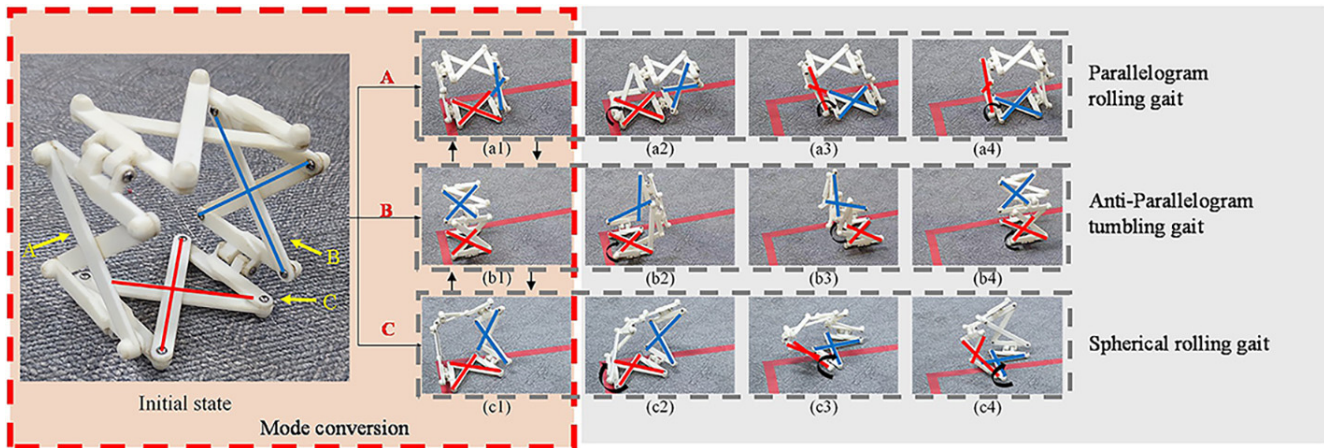 A
B
C
Initial state
Mode conversion
A
(a1)
(a2)
(a3)
(a4)
Parallelogram
rolling gait
B
(b1)
(b2)
(b3)
(b4)
Anti-Parallelogram
tumbling gait
C
(c1)
(c2)
(c3)
(c4)
Spherical rolling gait